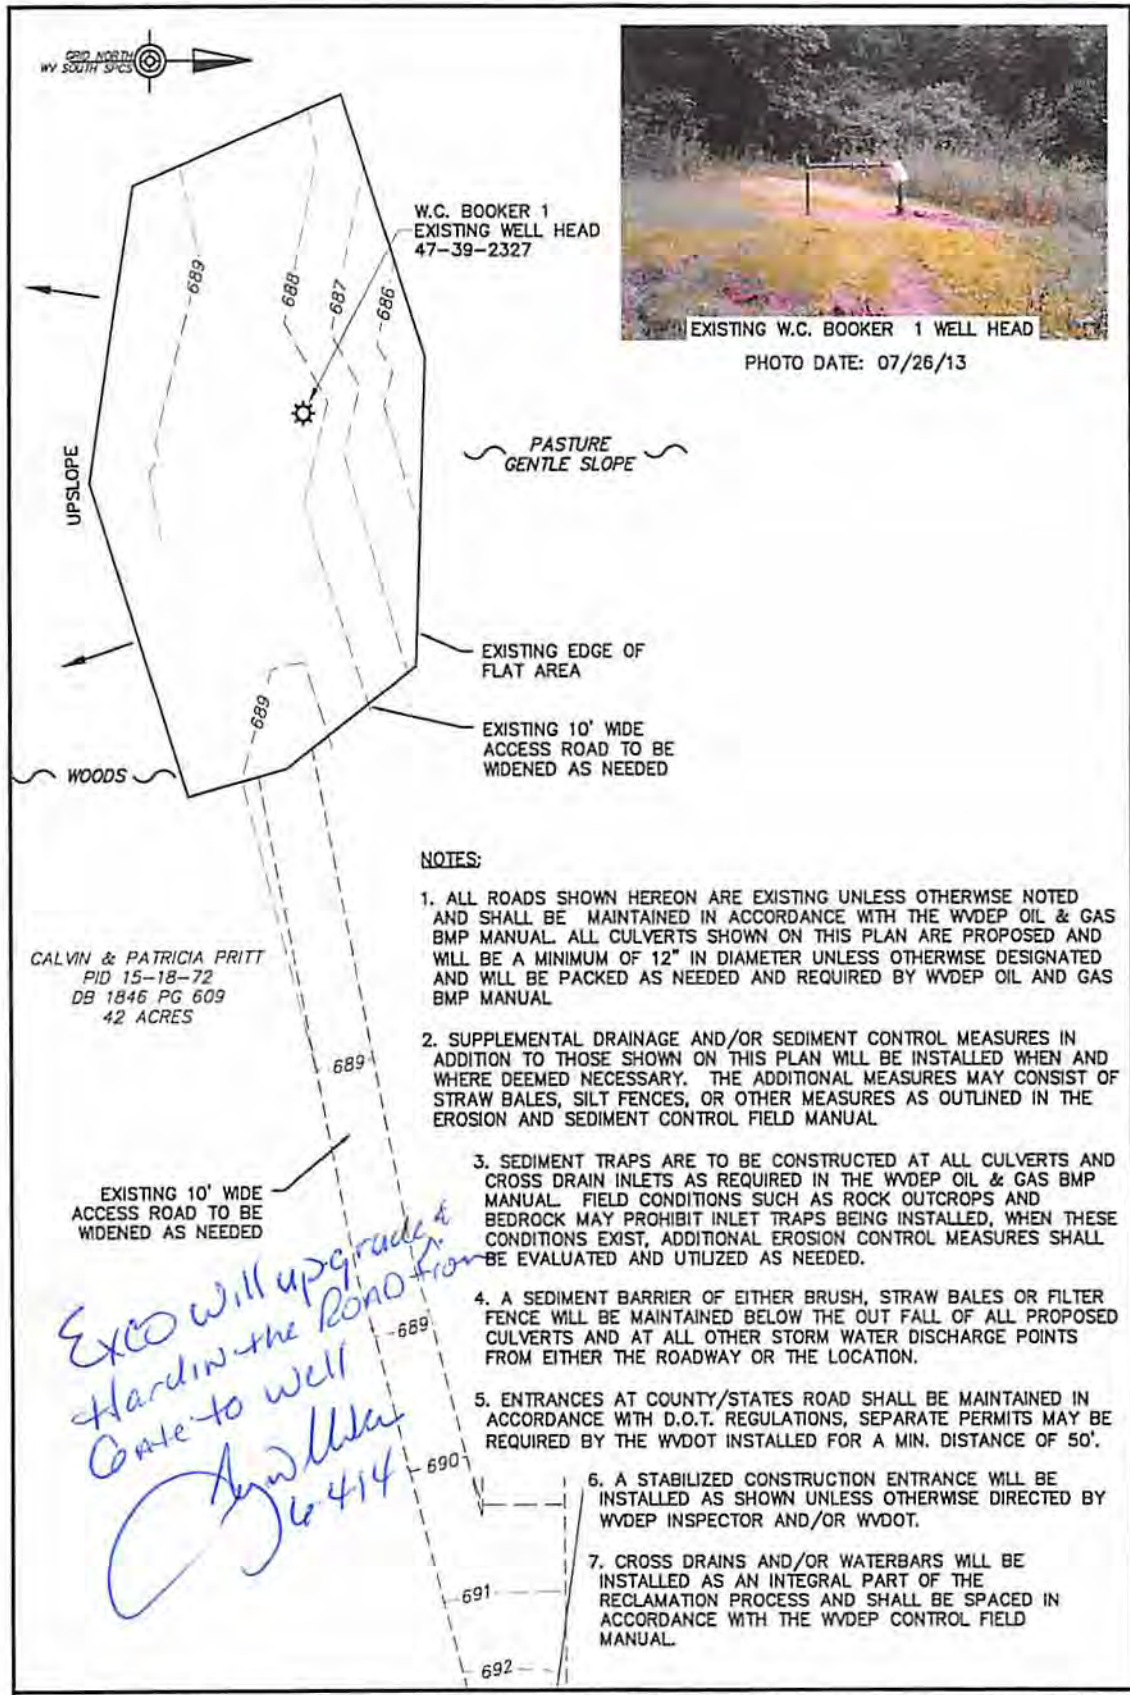 GRID NORTH
WV SOUTH SPCS
W.C. BOOKER 1
EXISTING WELL HEAD
47-39-2327
EXISTING W.C. BOOKER 1 WELL HEAD
PHOTO DATE: 07/26/13
689
688
687
686
UPSLOPE
PASTURE
GENTLE SLOPE
EXISTING EDGE OF
FLAT AREA
689
EXISTING 10' WIDE
ACCESS ROAD TO BE
WIDENED AS NEEDED
WOODS
CALVIN & PATRICIA PRITT
PID 15-18-72
DB 1846 PG 609
42 ACRES
689
EXISTING 10' WIDE
ACCESS ROAD TO BE
WIDENED AS NEEDED
EXCO will upgrade &
Hardin the ROAD from
Gate to well
6-4-14
689
690
691
692
NOTES:
1. ALL ROADS SHOWN HEREON ARE EXISTING UNLESS OTHERWISE NOTED
AND SHALL BE MAINTAINED IN ACCORDANCE WITH THE WVDEP OIL & GAS
BMP MANUAL. ALL CULVERTS SHOWN ON THIS PLAN ARE PROPOSED AND
WILL BE A MINIMUM OF 12" IN DIAMETER UNLESS OTHERWISE DESIGNATED
AND WILL BE PACKED AS NEEDED AND REQUIRED BY WVDEP OIL AND GAS
BMP MANUAL
2. SUPPLEMENTAL DRAINAGE AND/OR SEDIMENT CONTROL MEASURES IN
ADDITION TO THOSE SHOWN ON THIS PLAN WILL BE INSTALLED WHEN AND
WHERE DEEMED NECESSARY. THE ADDITIONAL MEASURES MAY CONSIST OF
STRAW BALES, SILT FENCES, OR OTHER MEASURES AS OUTLINED IN THE
EROSION AND SEDIMENT CONTROL FIELD MANUAL
3. SEDIMENT TRAPS ARE TO BE CONSTRUCTED AT ALL CULVERTS AND
CROSS DRAIN INLETS AS REQUIRED IN THE WVDEP OIL & GAS BMP
MANUAL. FIELD CONDITIONS SUCH AS ROCK OUTCROPS AND
BEDROCK MAY PROHIBIT INLET TRAPS BEING INSTALLED, WHEN THESE
CONDITIONS EXIST, ADDITIONAL EROSION CONTROL MEASURES SHALL
BE EVALUATED AND UTILIZED AS NEEDED.
4. A SEDIMENT BARRIER OF EITHER BRUSH, STRAW BALES OR FILTER
FENCE WILL BE MAINTAINED BELOW THE OUT FALL OF ALL PROPOSED
CULVERTS AND AT ALL OTHER STORM WATER DISCHARGE POINTS
FROM EITHER THE ROADWAY OR THE LOCATION.
5. ENTRANCES AT COUNTY/STATES ROAD SHALL BE MAINTAINED IN
ACCORDANCE WITH D.O.T. REGULATIONS, SEPARATE PERMITS MAY BE
REQUIRED BY THE WVDOT INSTALLED FOR A MIN. DISTANCE OF 50'.
6. A STABILIZED CONSTRUCTION ENTRANCE WILL BE
INSTALLED AS SHOWN UNLESS OTHERWISE DIRECTED BY
WVDEP INSPECTOR AND/OR WVDOT.
7. CROSS DRAINS AND/OR WATERBARS WILL BE
INSTALLED AS AN INTEGRAL PART OF THE
RECLAMATION PROCESS AND SHALL BE SPACED IN
ACCORDANCE WITH THE WVDEP CONTROL FIELD
MANUAL.